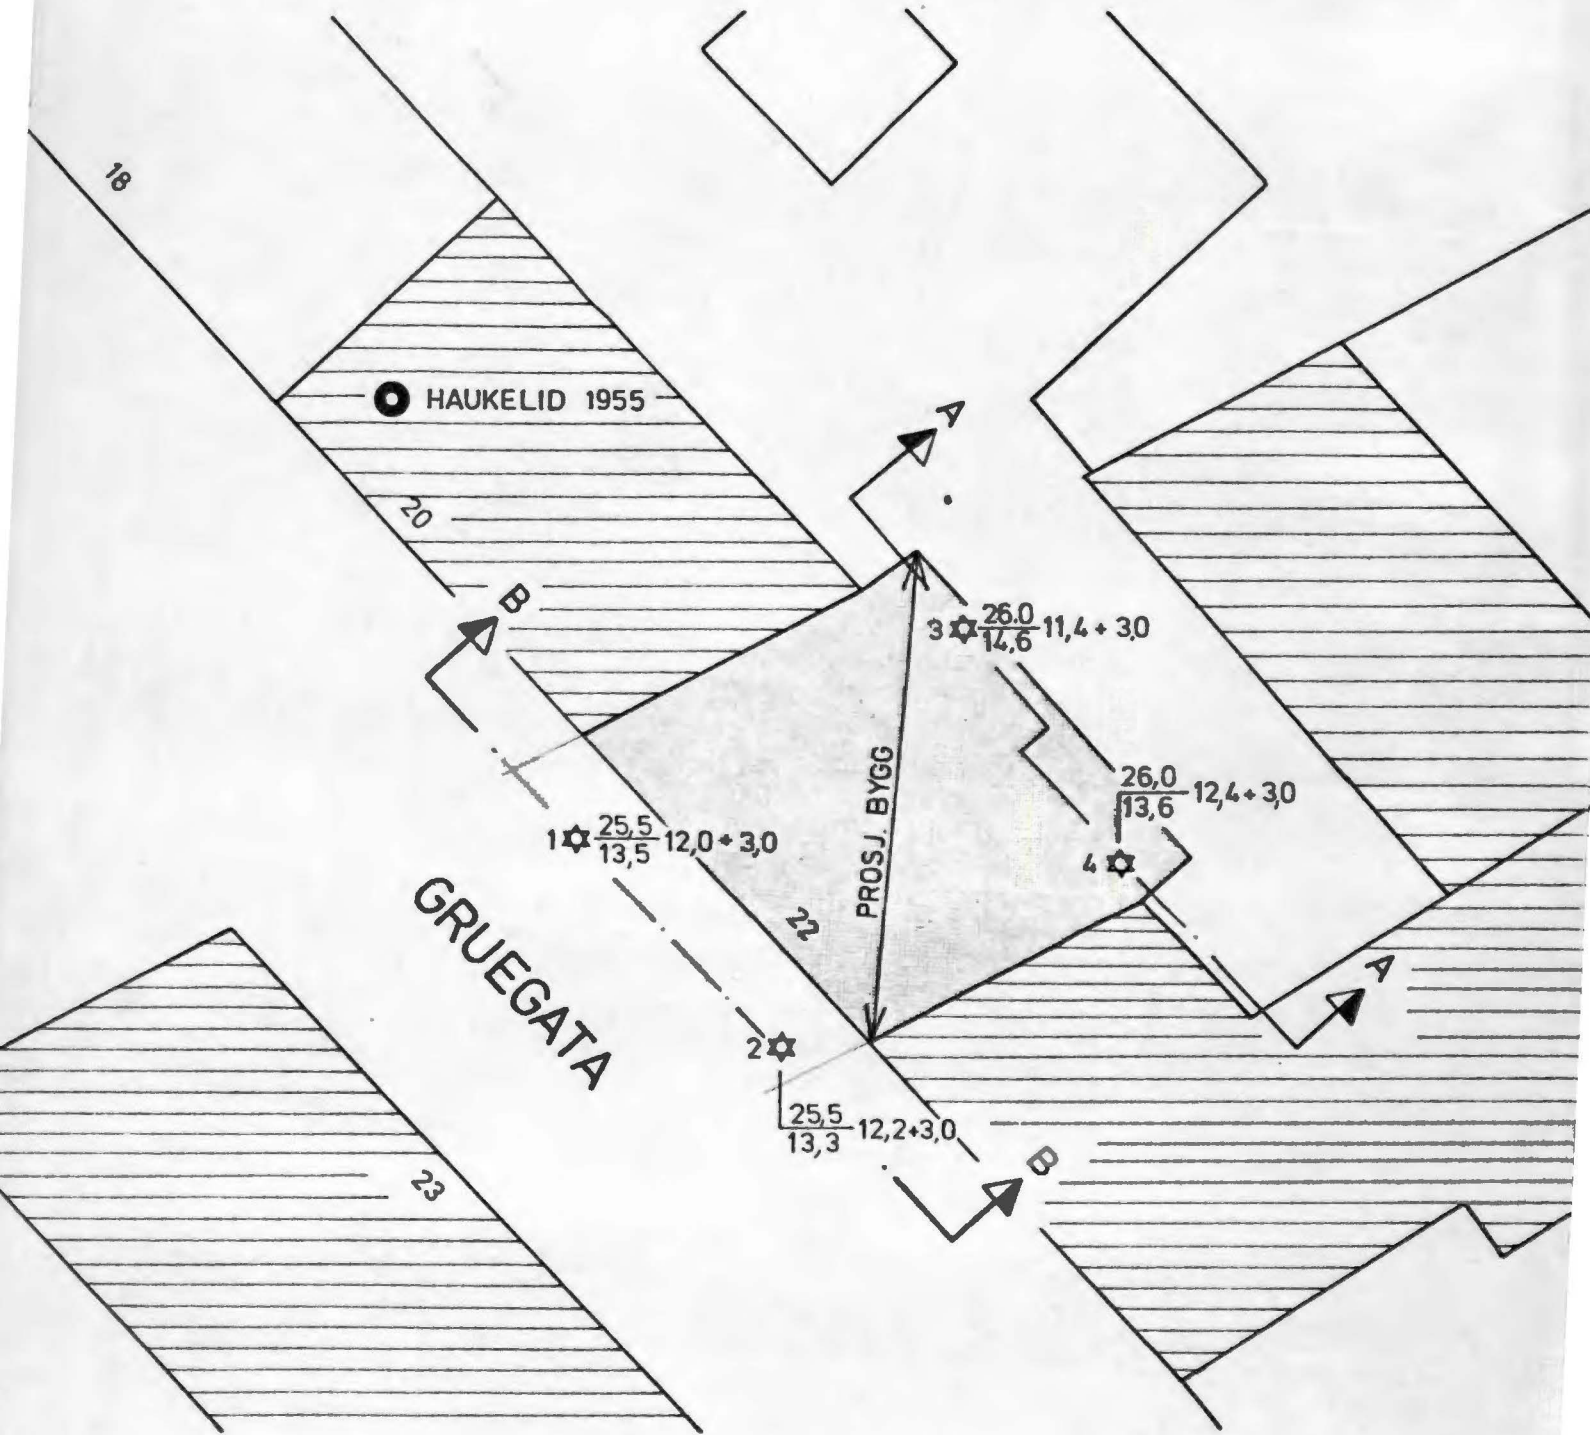 18
HAUKELID 1955
20
A
B
3 26.0/14,6 11,4 + 3,0
26,0/13,6 12,4 + 3,0
4
1 25,5/13,5 12,0 + 3,0
PROSJ. BYGG
22
GRUEGATA
A
2
25,5/13,3 12,2+3,0
B
23